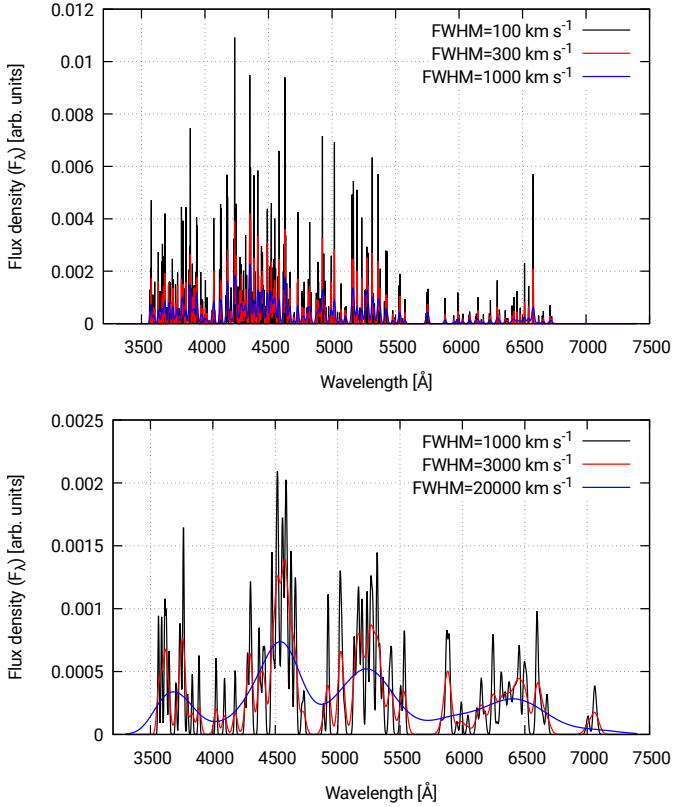 0.012
0.01
0.008
0.006
0.004
0.002
0
Flux density (Fλ) [arb. units]
FWHM=100 km s-1
FWHM=300 km s-1
FWHM=1000 km s-1
3500 4000 4500 5000 5500 6000 6500 7000 7500
Wavelength [Å]
0.0025
0.002
0.0015
0.001
0.0005
0
Flux density (Fλ) [arb. units]
FWHM=1000 km s-1
FWHM=3000 km s-1
FWHM=20000 km s-1
3500 4000 4500 5000 5500 6000 6500 7000 7500
Wavelength [Å]